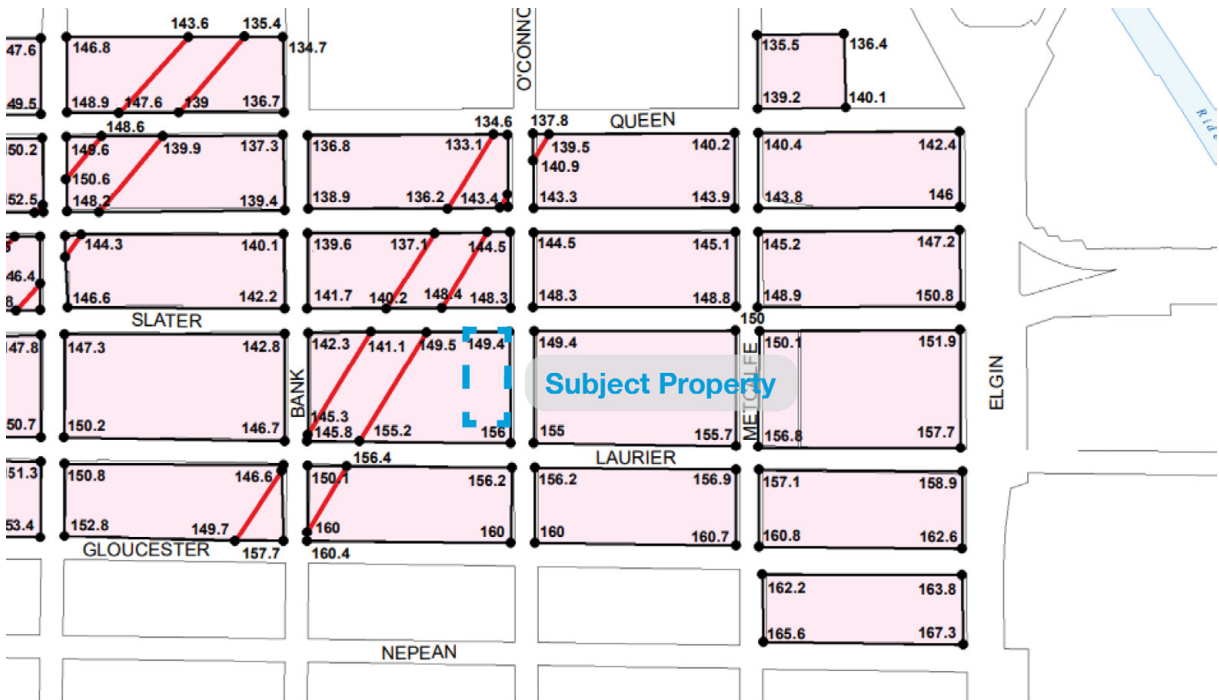 143.6 135.4
47.6 146.8 134.7 O'CONNO 135.5 136.4
49.5 148.9 147.6 139 136.7 139.2 140.1
148.6 134.6 137.8 QUEEN Ride
50.2 149.6 139.9 137.3 136.8 133.1 139.5 140.2 140.4 142.4
150.6 140.9
52.5 148.2 139.4 138.9 136.2 143.4 143.3 143.9 143.8 146
144.3 140.1 139.6 137.1 144.5 144.5 145.1 145.2 147.2
46.4
146.6 142.2 141.7 140.2 148.4 148.3 148.3 148.8 148.9 150.8
SLATER 150
47.8 147.3 142.8 142.3 141.1 149.5 149.4 149.4 150.1 151.9
BANK Subject Property METCALFE ELGIN
145.3
50.7 150.2 146.7 145.8 155.2 156 155 155.7 156.8 157.7
156.4 LAURIER
51.3 150.8 146.6 150.1 156.2 156.2 156.9 157.1 158.9
53.4 152.8 149.7 160 160 160 160.7 160.8 162.6
GLOUCESTER 157.7 160.4
162.2 163.8
165.6 167.3
NEPEAN